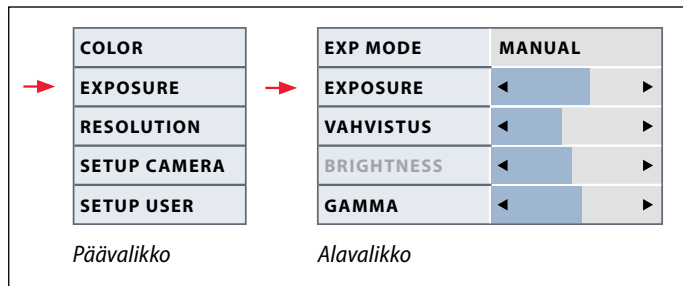 COLOR
EXPOSURE
RESOLUTION
SETUP CAMERA
SETUP USER
Päävalikko
EXP MODE MANUAL
EXPOSURE
VAHVISTUS
BRIGHTNESS
GAMMA
Alavalikko